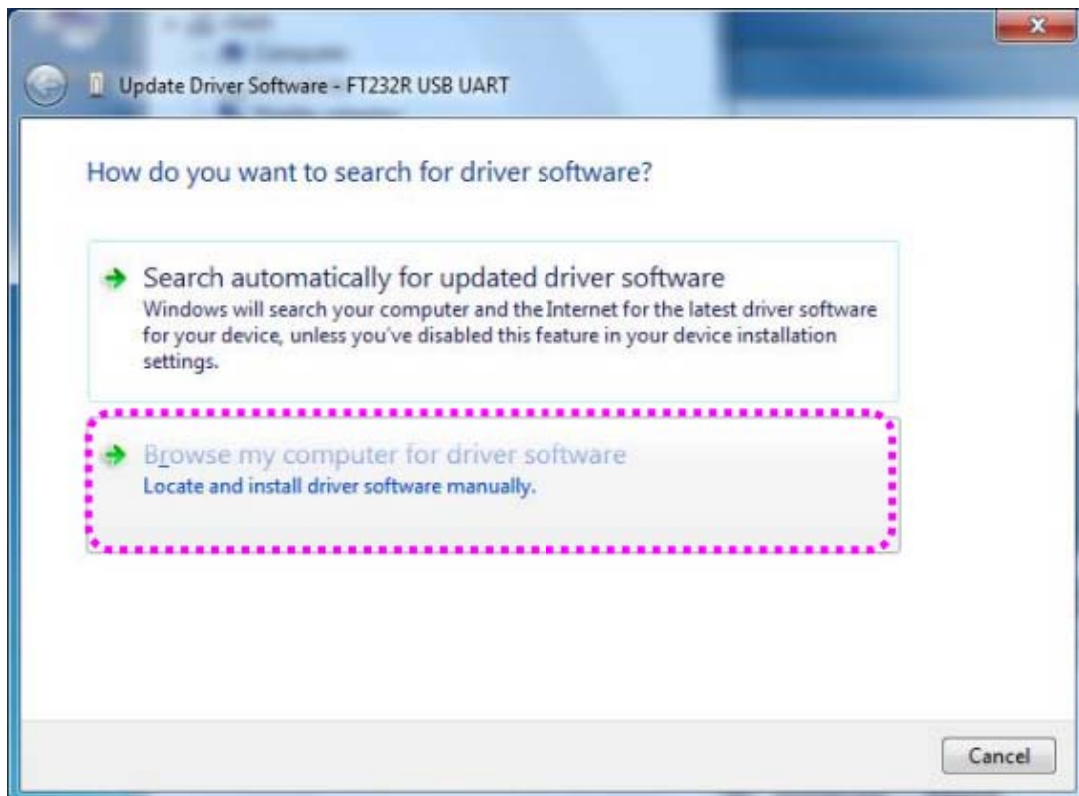 Update Driver Software - FT232R USB UART
How do you want to search for driver software?
Search automatically for updated driver software
Windows will search your computer and the Internet for the latest driver software
for your device, unless you've disabled this feature in your device installation
settings.
Browse my computer for driver software
Locate and install driver software manually.
Cancel